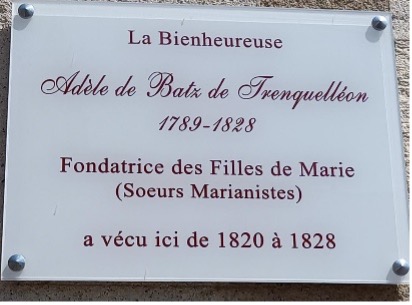 La Bienheureuse
Adèle de Batz de Trenquelléon
1789-1828
Fondatrice des Filles de Marie
(Soeurs Marianistes)
a vécu ici de 1820 à 1828